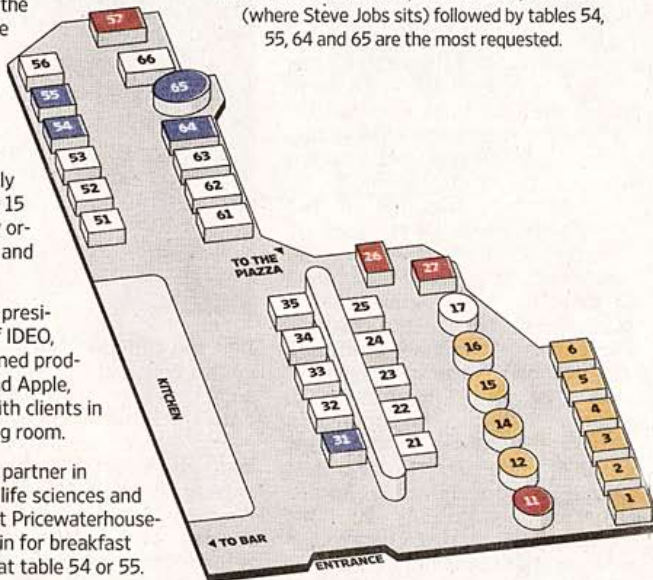 the
e
(where Steve Jobs sits) followed by tables 54,
55, 64 and 65 are the most requested.
ly
15
or-
and
presi-
f IDEO,
ned prod-
d Apple,
ith clients in
g room.
partner in
life sciences and
t Pricewaterhouse-
in for breakfast
at table 54 or 55.
57
56
66
55
65
54
64
53
63
52
62
51
61
TO THE
PIAZZA
26
27
35
25
17
34
24
16
6
33
23
15
5
32
22
14
4
31
21
12
3
2
11
1
KITCHEN
TO BAR
ENTRANCE